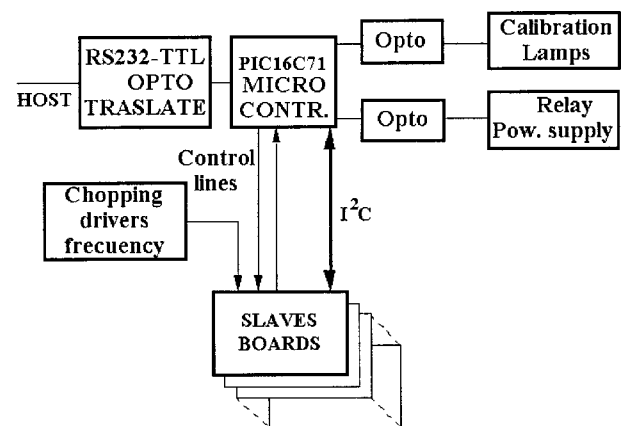 HOST
RS232-TTL
OPTO
TRASLATE
PIC16C71
MICRO
CONTR.
Opto
Calibration
Lamps
Opto
Relay
Pow. supply
Control
lines
I²C
Chopping
drivers
frecuency
SLAVES
BOARDS